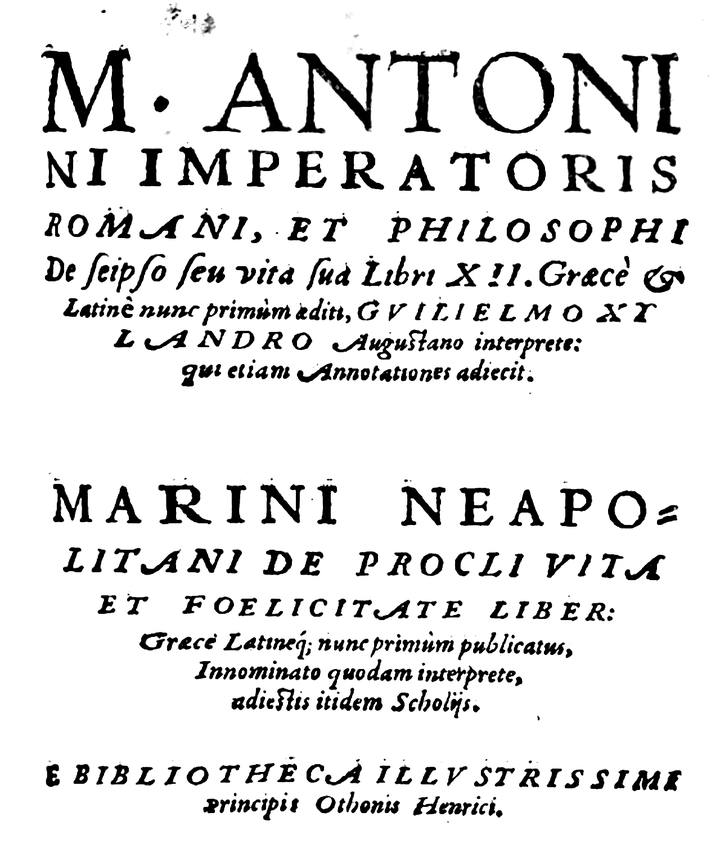 M. ANTONI
NI IMPERATORIS
ROMANI, ET PHILOSOPHI
De ſeipſo ſeu vita ſua Libri XII. Græcè &
Latinè nunc primùm æditi, GVILIELMO XY
LANDRO Auguſtano interprete:
qui etiam Annotationes adiecit.
MARINI NEAPO=
LITANI DE PROCLI VITA
ET FOELICITATE LIBER:
Græcè Latineq́; nunc primùm publicatus,
Innominato quodam interprete,
adiectis itidem Scholijs.
E BIBLIOTHECA ILLVSTRISSIMI
principis Othonis Henrici.